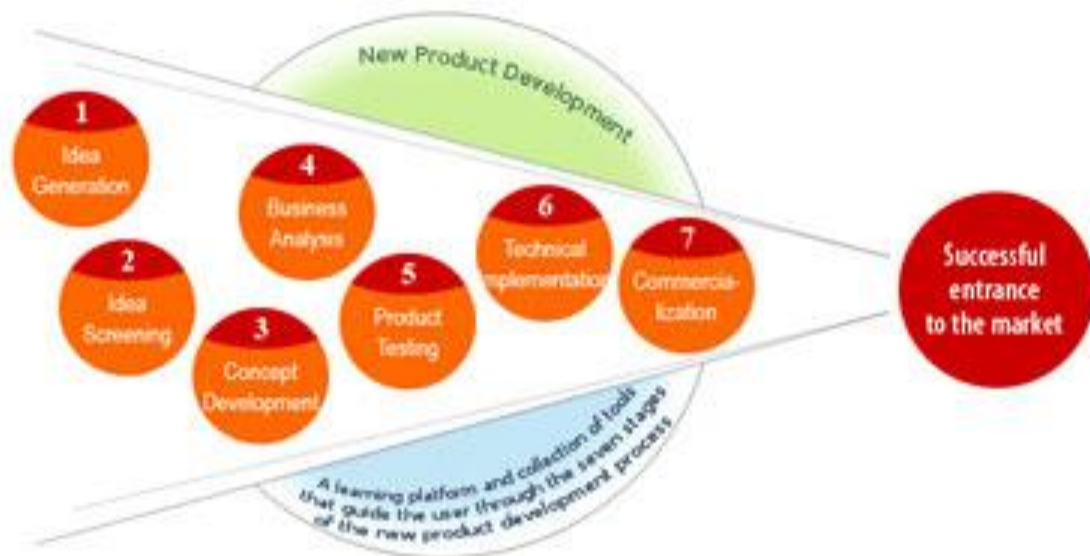 New Product Development
1
Idea
Generation
2
Idea
Screening
3
Concept
Development
4
Business
Analysis
5
Product
Testing
6
Technical
Implementation
7
Commercia-
lization
Successful
entrance
to the market
A learning platform and collection of tools
that guide the user through the seven stages
of the new product development process